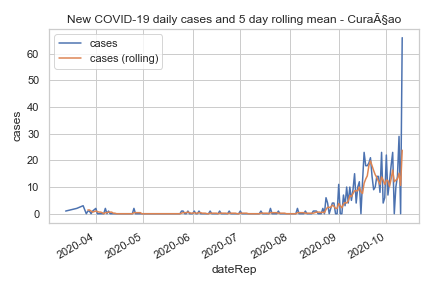 New COVID-19 daily cases and 5 day rolling mean - CuraÃ§ao
cases
cases (rolling)
60
50
40
30
20
10
0
cases
2020-04
2020-05
2020-06
2020-07
2020-08
2020-09
2020-10
dateRep